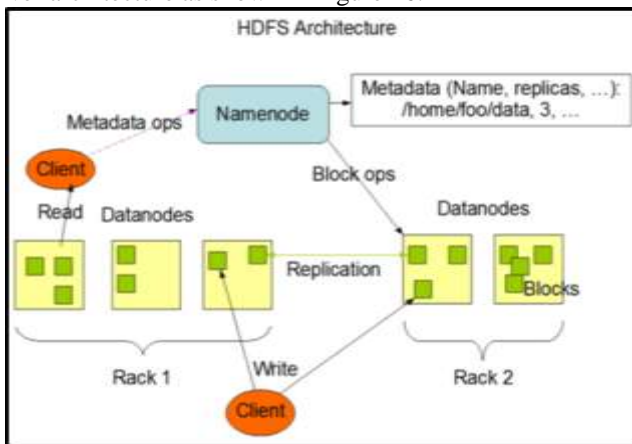 HDFS Architecture
Metadata (Name, replicas, ...):
/home/foo/data, 3, ...
Namenode
Metadata ops
Client
Block ops
Read
Datanodes
Datanodes
Replication
Blocks
Write
Rack 1
Rack 2
Client